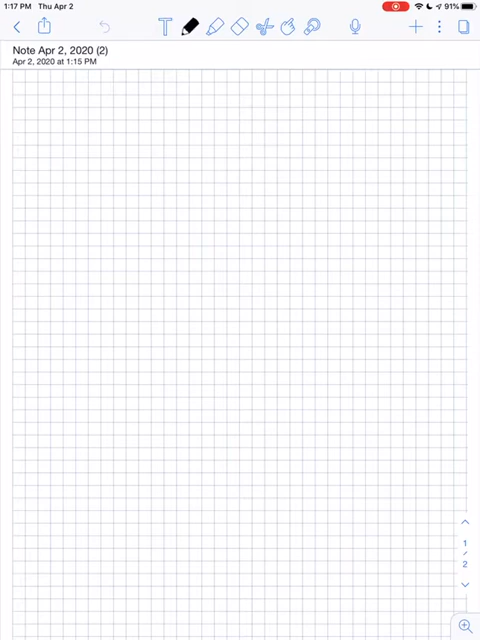 1:17 PM Thu Apr 2 91%
T
Note Apr 2, 2020 (2)
Apr 2, 2020 at 1:15 PM
1
2